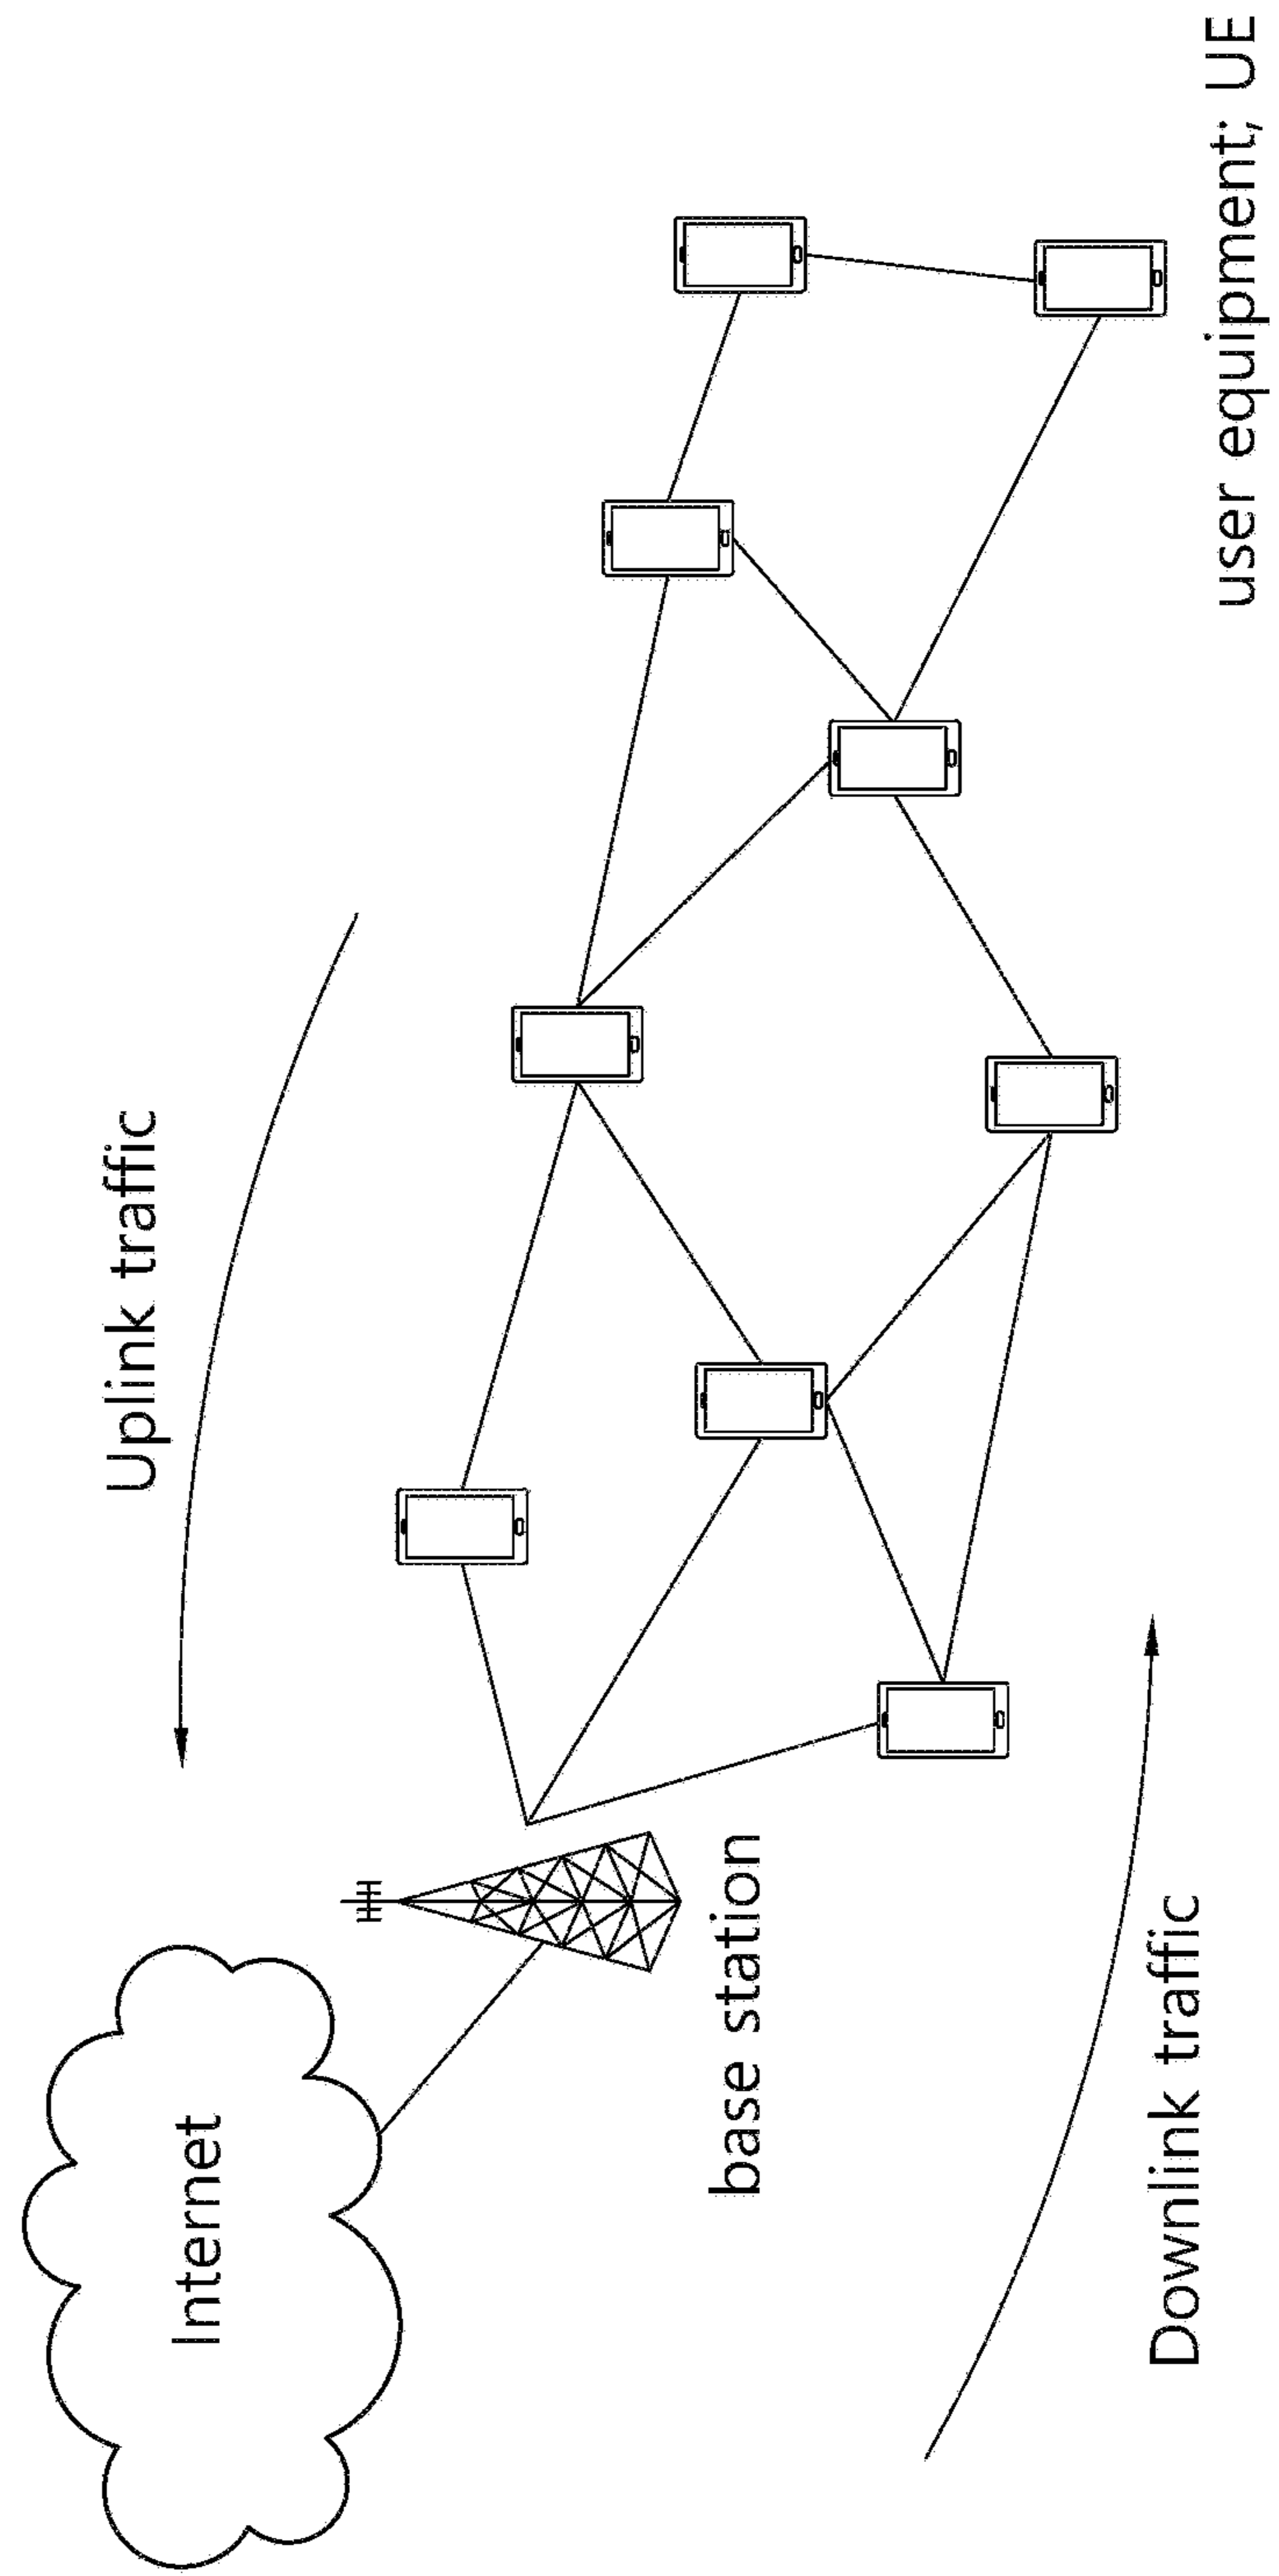 Internet
base station
Uplink traffic
Downlink traffic
user equipment; UE